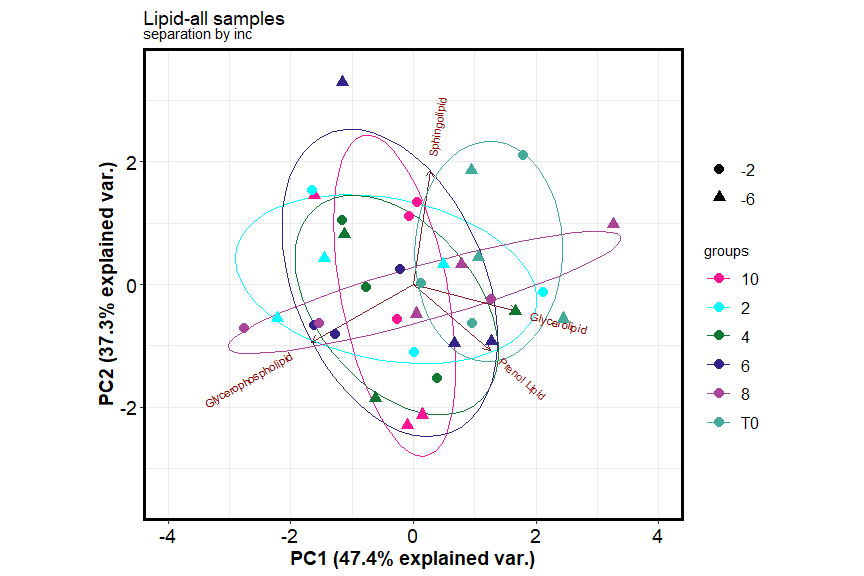 Lipid-all samples
separation by inc
Sphingolipid
Glycerolipid
Prenol Lipid
Glycerophospholipid
PC2 (37.3% explained var.)
2
0
-2
-4
-2
0
2
4
PC1 (47.4% explained var.)
-2
-6
groups
10
2
4
6
8
T0